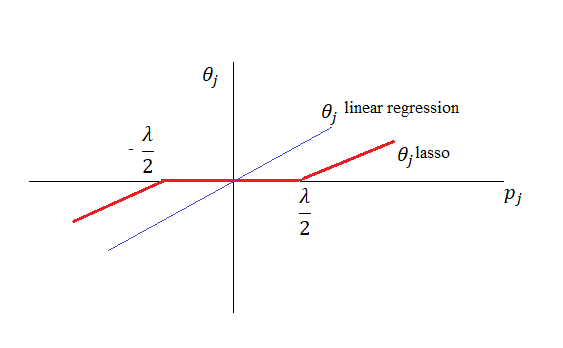 θj
θj linear regression
- λ/2
θj lasso
λ/2
pj